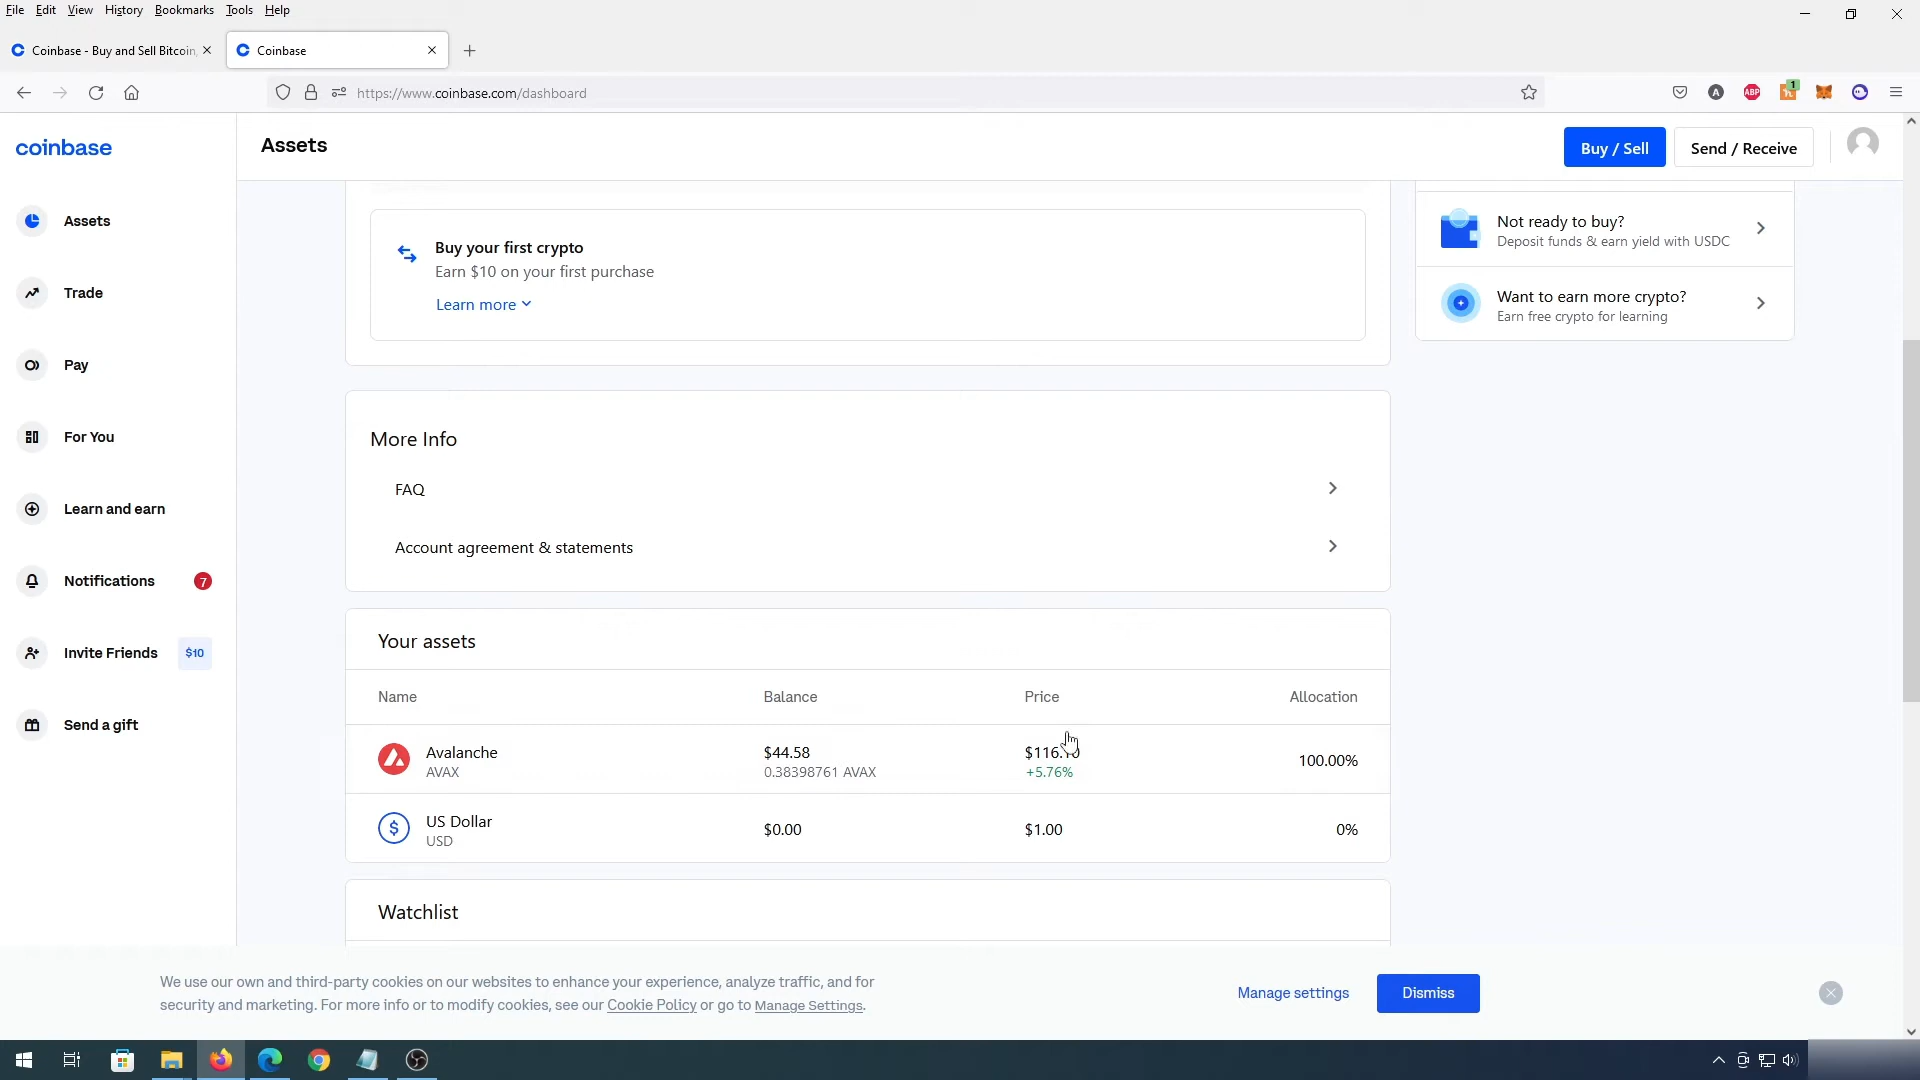 File Edit View History Bookmarks Tools Help
Coinbase - Buy and Sell Bitcoin,
Coinbase
https://www.coinbase.com/dashboard
A
ABP
1
coinbase
Assets
Buy / Sell
Send / Receive
Assets
Trade
Pay
For You
Learn and earn
Notifications 7
Invite Friends $10
Send a gift
Buy your first crypto
Earn $10 on your first purchase
Learn more
Not ready to buy?
Deposit funds & earn yield with USDC
Want to earn more crypto?
Earn free crypto for learning
More Info
FAQ
Account agreement & statements
Your assets
Name Balance Price Allocation
Avalanche $44.58 100.00%
AVAX 0.38398761 AVAX +5.76%
US Dollar $0.00 $1.00 0%
USD
Watchlist
We use our own and third-party cookies on our websites to enhance your experience, analyze traffic, and for
security and marketing. For more info or to modify cookies, see our Cookie Policy or go to Manage Settings.
Manage settings
Dismiss